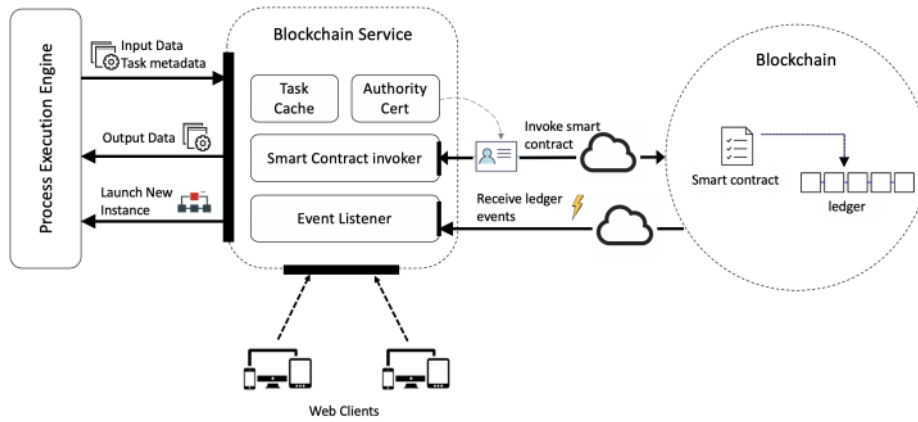 Process Execution Engine
Input Data
Task metadata
Output Data
Launch New
Instance
Blockchain Service
Task
Cache
Authority
Cert
Smart Contract invoker
Event Listener
Invoke smart
contract
Receive ledger
events
Blockchain
Smart contract
ledger
Web Clients